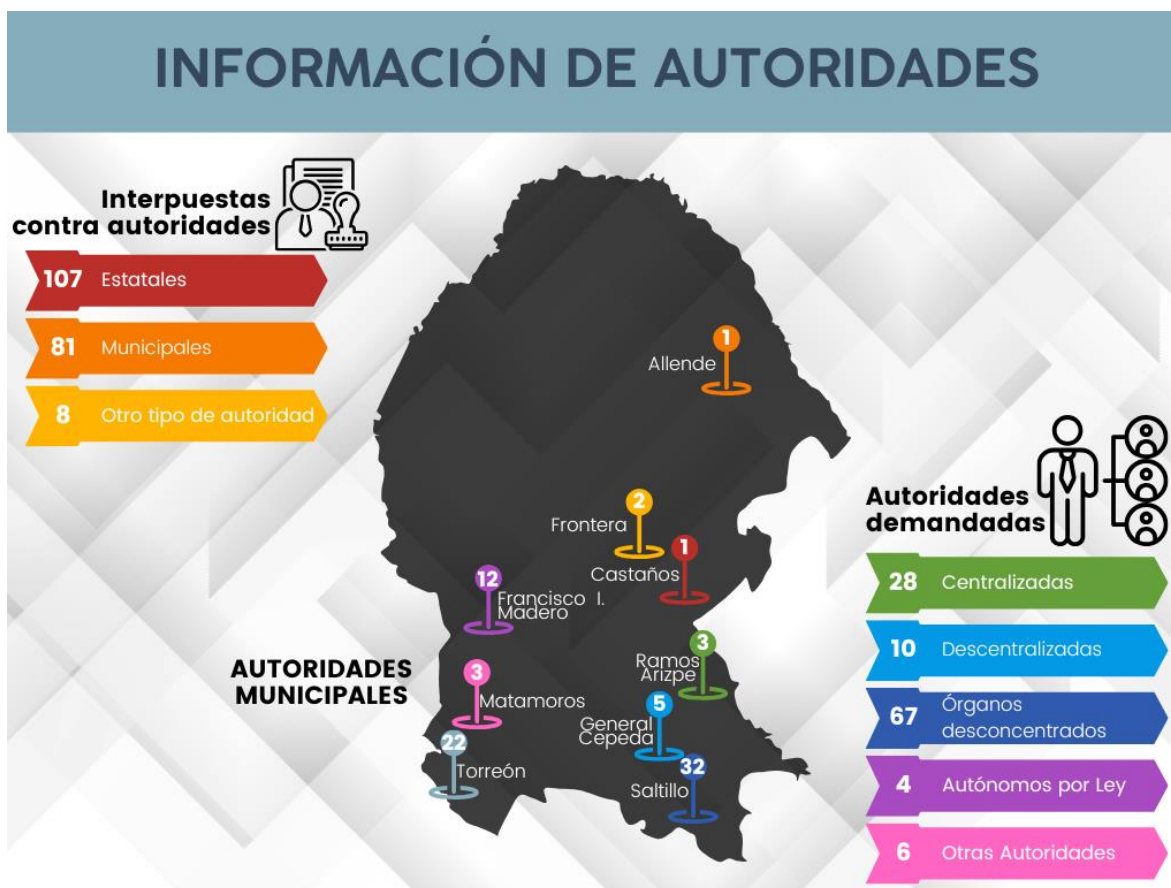 INFORMACIÓN DE AUTORIDADES
Interpuestas
contra autoridades
107 Estatales
81 Municipales
8 Otro tipo de autoridad
1
Allende
2
Frontera
1
Castaños
12
Francisco I.
Madero
3
Ramos
Arizpe
AUTORIDADES
MUNICIPALES
3
Matamoros
5
General
Cepeda
22
Torreón
32
Saltillo
Autoridades
demandadas
28 Centralizadas
10 Descentralizadas
67 Órganos
desconcentrados
4 Autónomos por Ley
6 Otras Autoridades